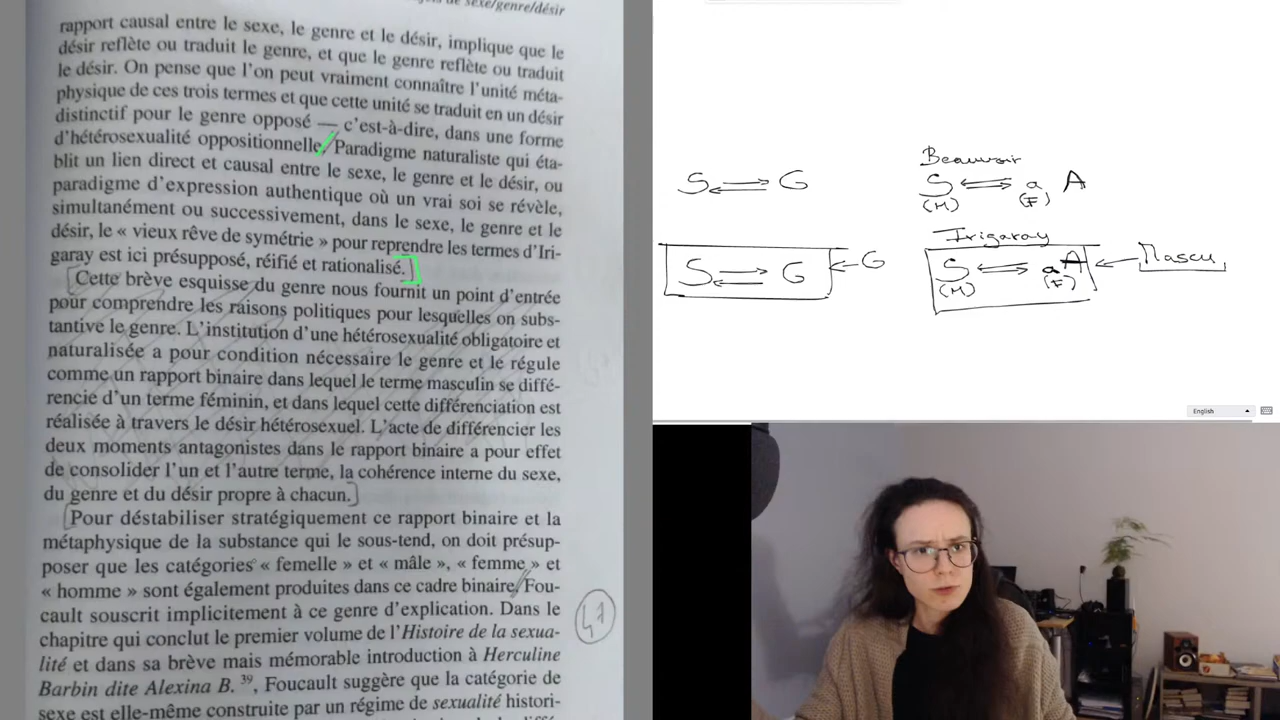 de sexe/genre/désir
rapport causal entre le sexe, le genre et le désir, implique que le
désir reflète ou traduit le genre, et que le genre reflète ou traduit
le désir. On pense que l'on peut vraiment connaître l'unité méta-
physique de ces trois termes et que cette unité se traduit en un désir
distinctif pour le genre opposé — c'est-à-dire, dans une forme
d'hétérosexualité oppositionnelle/Paradigme naturaliste qui éta-
blit un lien direct et causal entre le sexe, le genre et le désir, ou
paradigme d'expression authentique où un vrai soi se révèle,
simultanément ou successivement, dans le sexe, le genre et le
désir, le « vieux rêve de symétrie » pour reprendre les termes d'Iri-
garay est ici présupposé, réifié et rationalisé.]
[Cette brève esquisse du genre nous fournit un point d'entrée
pour comprendre les raisons politiques pour lesquelles on subs-
tantive le genre. L'institution d'une hétérosexualité obligatoire et
naturalisée a pour condition nécessaire le genre et le régule
comme un rapport binaire dans lequel le terme masculin se diffé-
rencie d'un terme féminin, et dans lequel cette différenciation est
réalisée à travers le désir hétérosexuel. L'acte de différencier les
deux moments antagonistes dans le rapport binaire a pour effet
de consolider l'un et l'autre terme, la cohérence interne du sexe,
du genre et du désir propre à chacun.]
[Pour déstabiliser stratégiquement ce rapport binaire et la
métaphysique de la substance qui le sous-tend, on doit présup-
poser que les catégories « femelle » et « mâle », « femme » et
« homme » sont également produites dans ce cadre binaire/Fou-
cault souscrit implicitement à ce genre d'explication. Dans le
chapitre qui conclut le premier volume de l'Histoire de la sexua-
lité et dans sa brève mais mémorable introduction à Herculine
Barbin dite Alexina B. 39, Foucault suggère que la catégorie de
sexe est elle-même construite par un régime de sexualité histori-
47
S ⇄ G
S ⇄ G ← G
Beauvoir
S ⇄ a A
(M) (F)
Irigaray
S ⇄ a A ← Mascu
(M) (F)
English